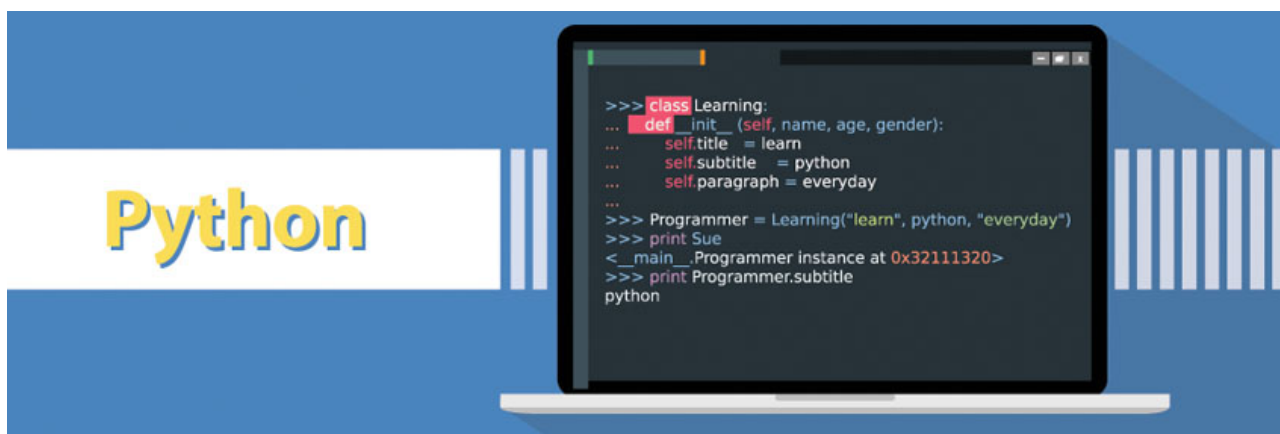 Python
>>> class Learning:
... def __init__ (self, name, age, gender):
... self.title = learn
... self.subtitle = python
... self.paragraph = everyday
...
>>> Programmer = Learning("learn", python, "everyday")
>>> print Sue
<__main__.Programmer instance at 0x32111320>
>>> print Programmer.subtitle
python